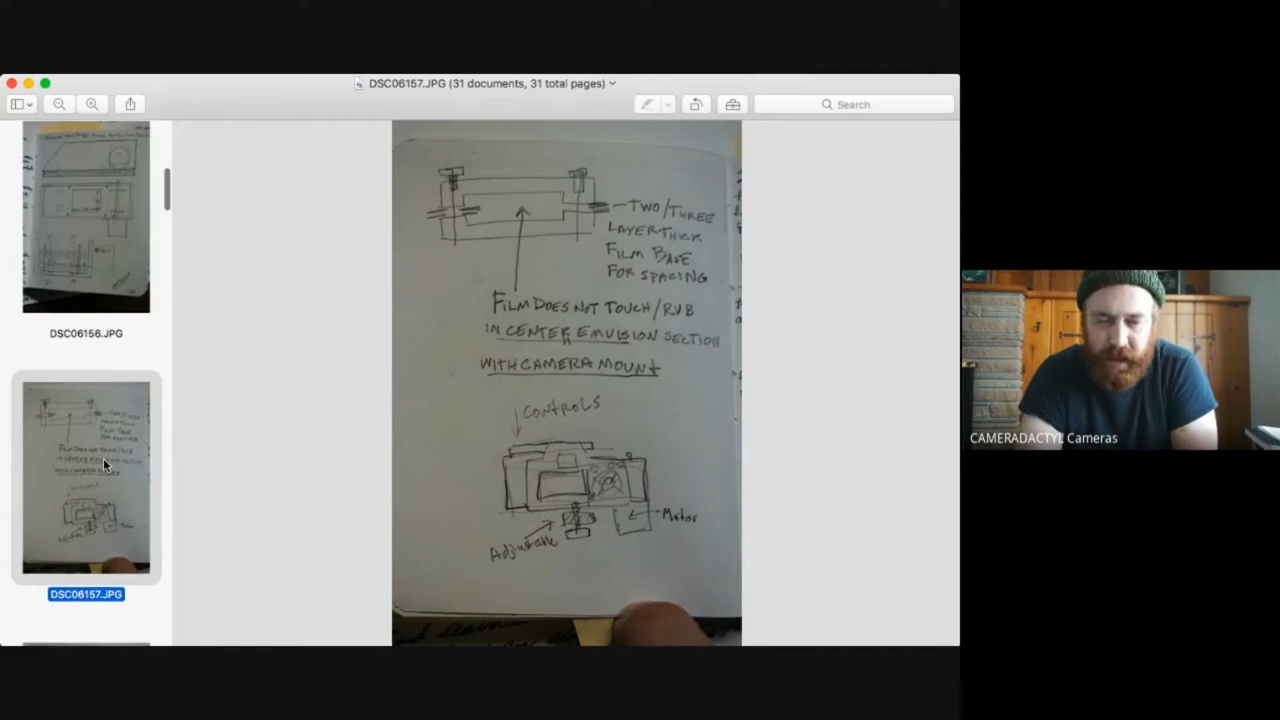 DSC06157.JPG (31 documents, 31 total pages)
Search
DSC06156.JPG
DSC06157.JPG
TWO/THREE
LAYER THICK
FILM BASE
FOR SPACING
FILM DOES NOT TOUCH/RUB
IN CENTER EMULSION SECTION
WITH CAMERA MOUNT
CONTROLS
Adjustable
Motor
CAMERADACTYL Cameras